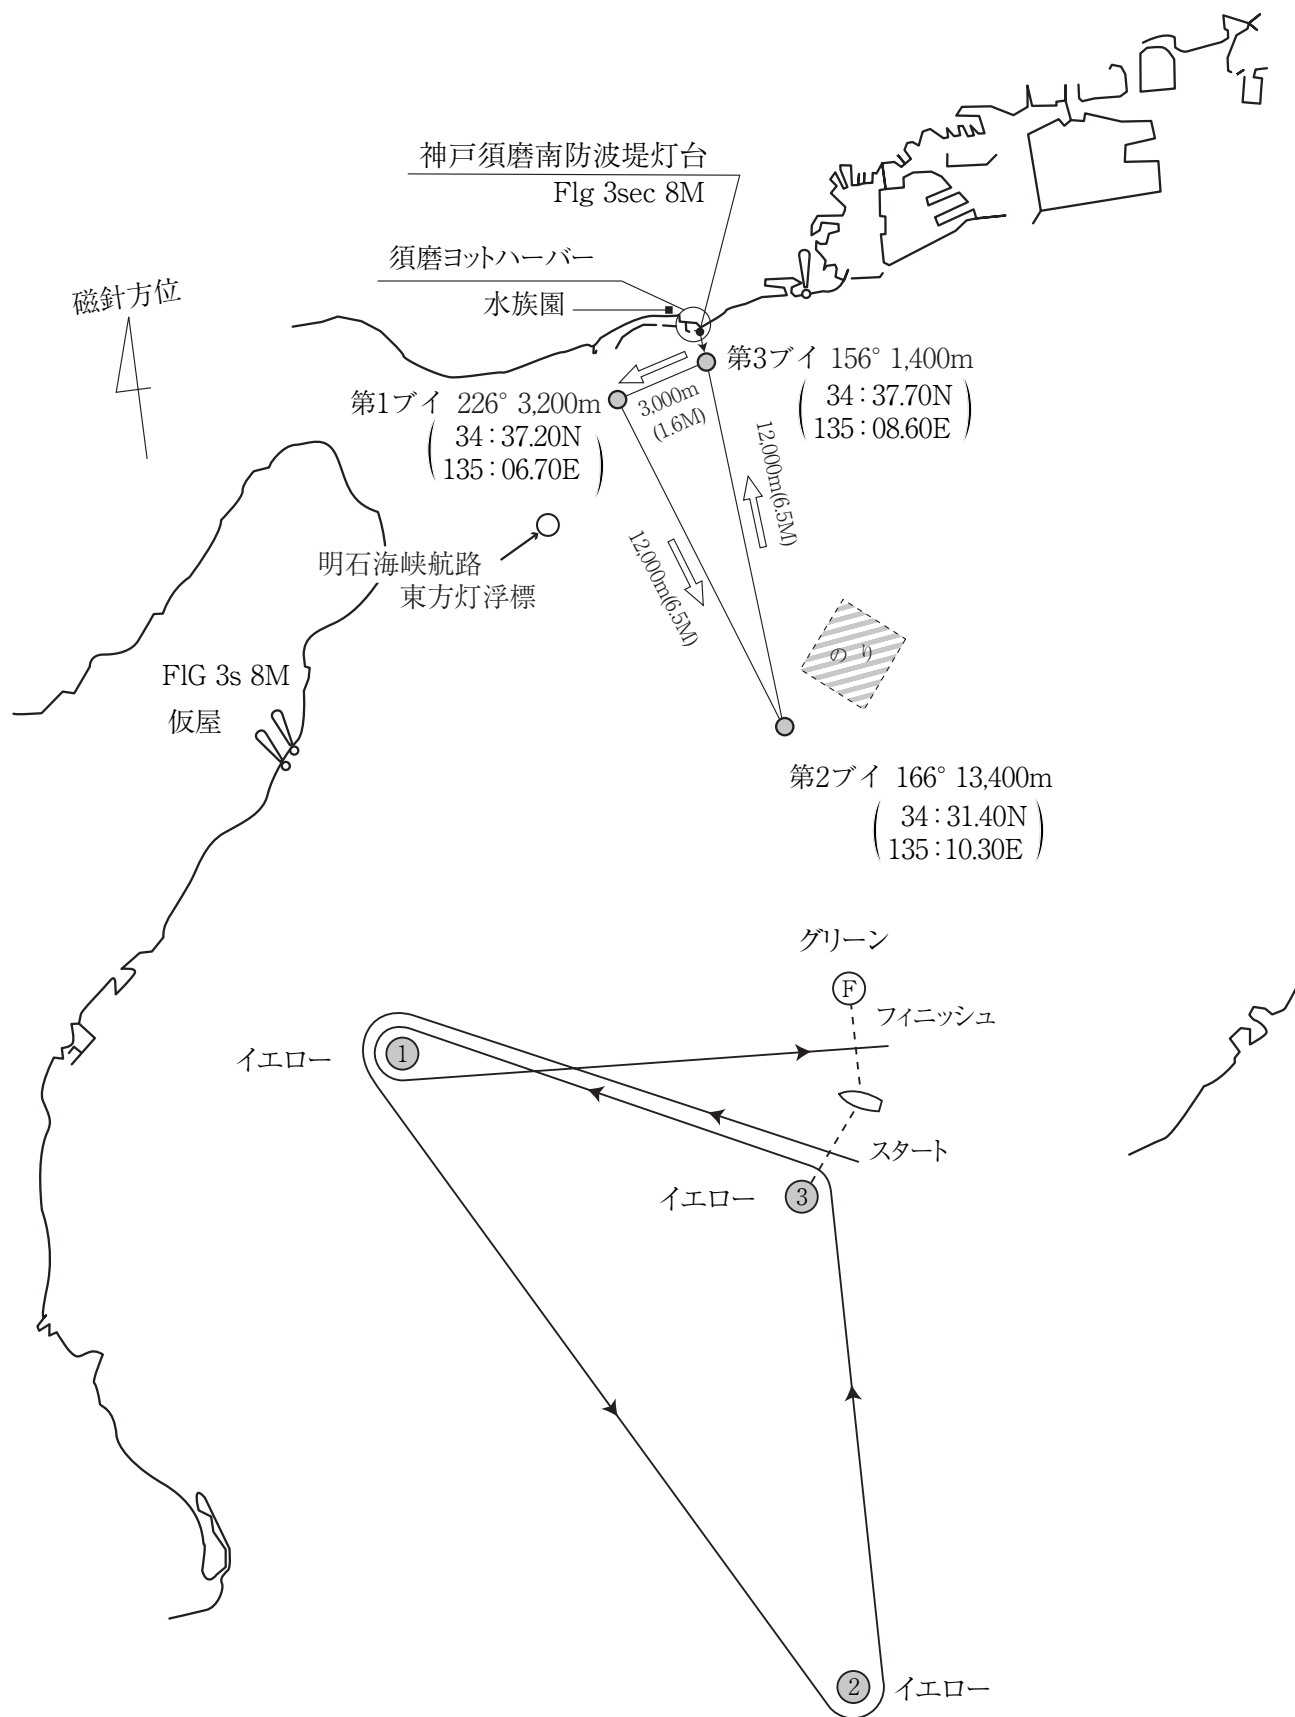 神戸須磨南防波堤灯台
Flg 3sec 8M
須磨ヨットハーバー
水族園
磁針方位
第3ブイ 156° 1,400m
34：37.70N
135：08.60E
第1ブイ 226° 3,200m
34：37.20N
135：06.70E
3,000m
(1.6M)
12,000m(6.5M)
12,000m(6.5M)
明石海峡航路
東方灯浮標
のり
FlG 3s 8M
仮屋
第2ブイ 166° 13,400m
34：31.40N
135：10.30E
グリーン
F
フィニッシュ
イエロー
1
スタート
イエロー
3
2
イエロー